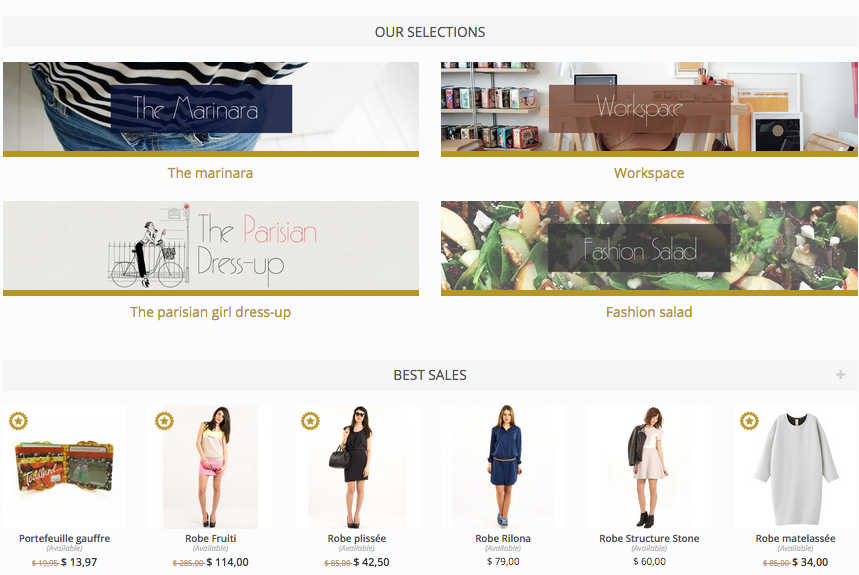 OUR SELECTIONS
The Marinara
Workspace
The marinara
Workspace
The Parisian
Dress-up
Fashion Salad
The parisian girl dress-up
Fashion salad
BEST SALES
+
Toddland
Portefeuille gauffre
(Available)
$ 19,95 $ 13,97
Robe Fruiti
(Available)
$ 285,00 $ 114,00
Robe plissée
(Available)
$ 85,00 $ 42,50
Robe Rilona
(Available)
$ 79,00
Robe Structure Stone
(Available)
$ 60,00
Robe matelassée
(Available)
$ 85,00 $ 34,00